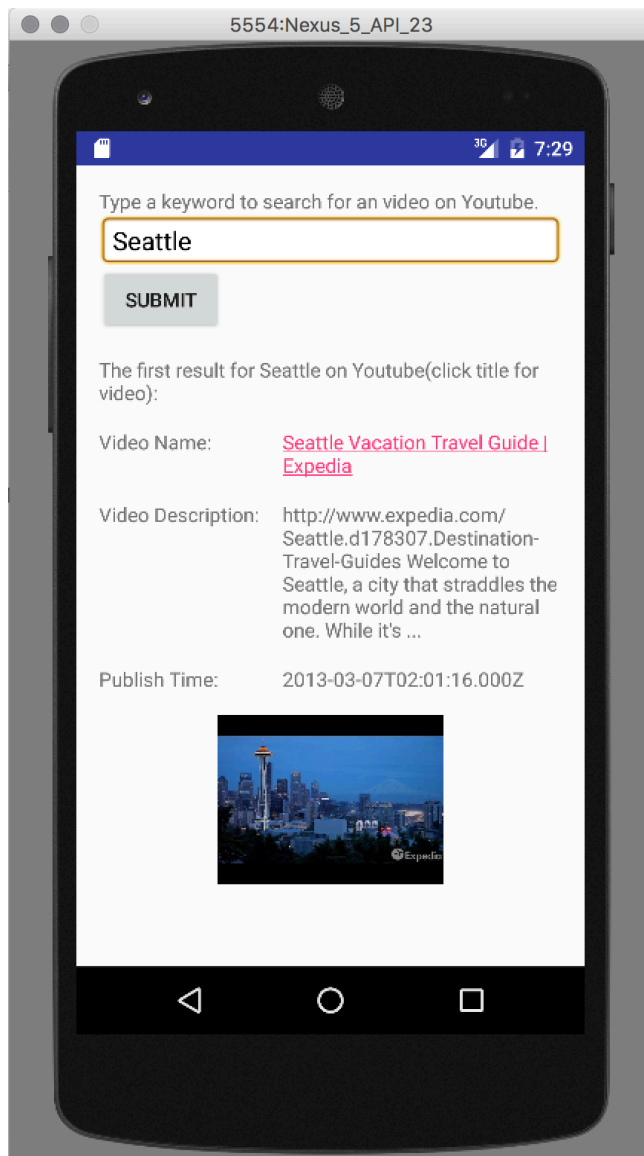 5554:Nexus_5_API_23
3G 7:29
Type a keyword to search for an video on Youtube.
Seattle
SUBMIT
The first result for Seattle on Youtube(click title for
video):
Video Name: Seattle Vacation Travel Guide |
Expedia
Video Description: http://www.expedia.com/
Seattle.d178307.Destination-
Travel-Guides Welcome to
Seattle, a city that straddles the
modern world and the natural
one. While it's ...
Publish Time: 2013-03-07T02:01:16.000Z
Expedia